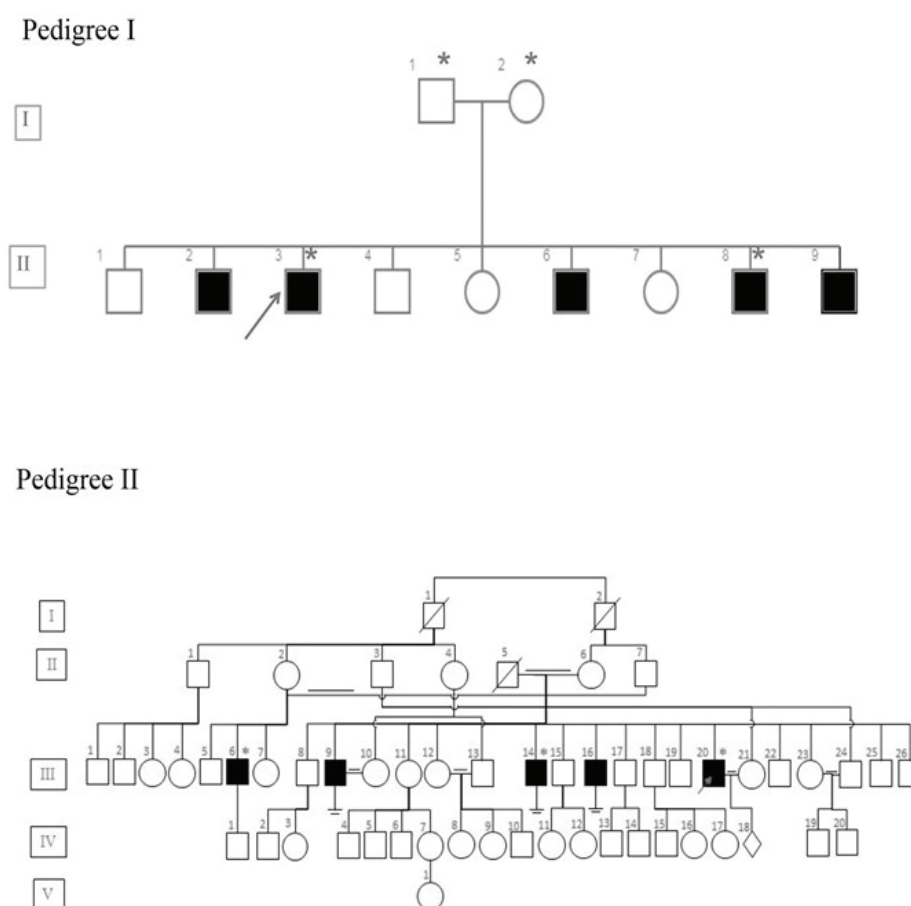 Pedigree I
1 * 2 *
I
1 2 3 * 4 5 6 7 8 * 9
II
Pedigree II
1 2
I
1 2 3 4 5 6 7
II
1 2 3 4 5 6 * 7 8 9 10 11 12 13 14 * 15 16 17 18 19 20 * 21 22 23 24 25 26
III
1 2 3 4 5 6 7 8 9 10 11 12 13 14 15 16 17 18 19 20
IV
1
V